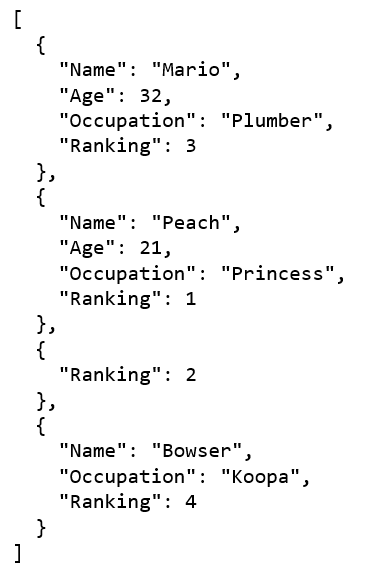 [
  {
    "Name": "Mario",
    "Age": 32,
    "Occupation": "Plumber",
    "Ranking": 3
  },
  {
    "Name": "Peach",
    "Age": 21,
    "Occupation": "Princess",
    "Ranking": 1
  },
  {
    "Ranking": 2
  },
  {
    "Name": "Bowser",
    "Occupation": "Koopa",
    "Ranking": 4
  }
]